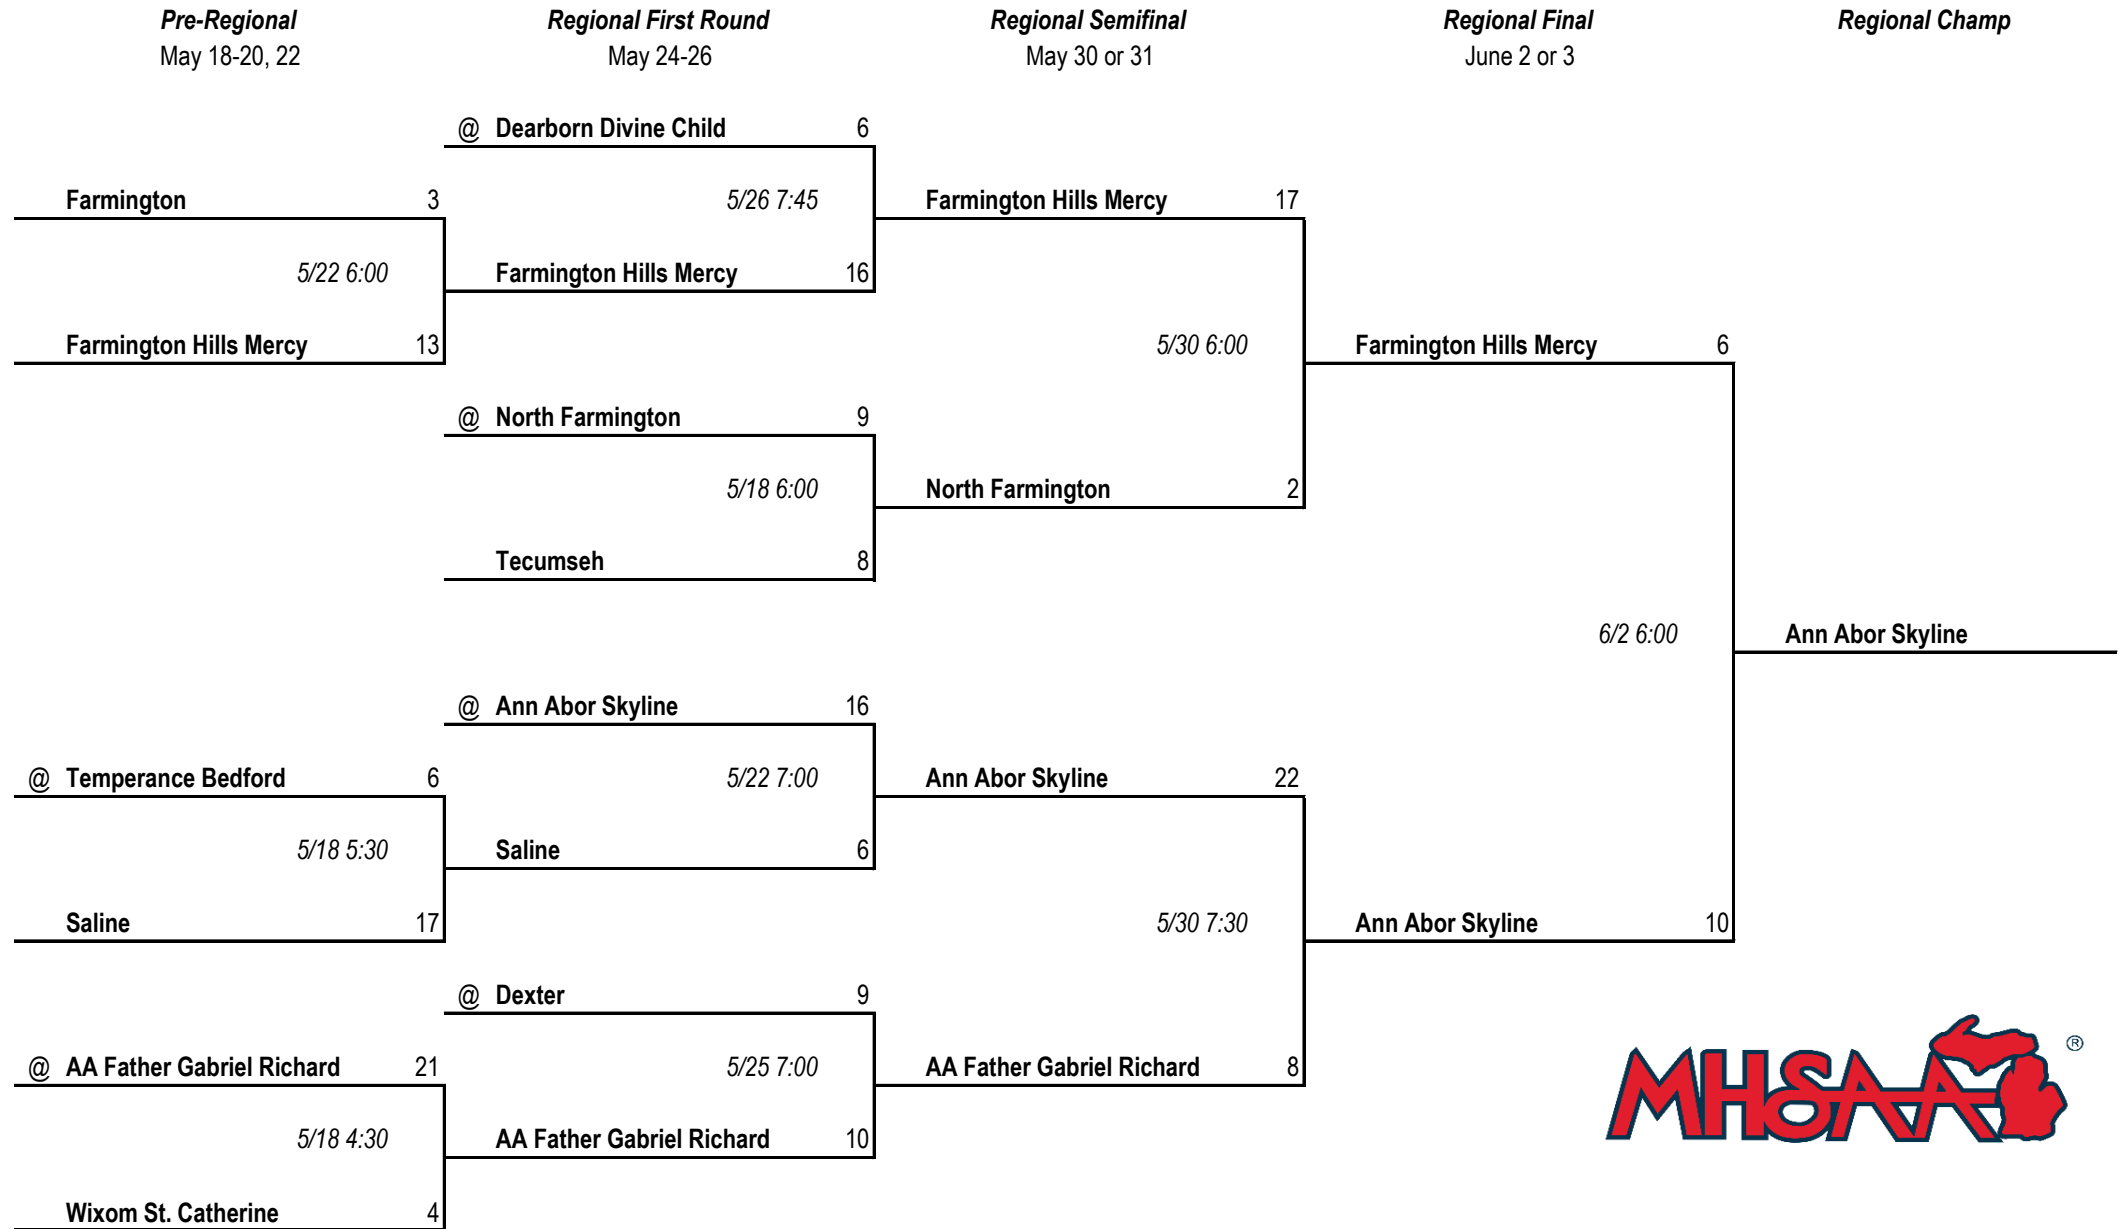 Pre-Regional Regional First Round Regional Semifinal Regional Final Regional Champ
May 18-20, 22 May 24-26 May 30 or 31 June 2 or 3
@ Dearborn Divine Child 6
Farmington 3 5/26 7:45 Farmington Hills Mercy 17
5/22 6:00 Farmington Hills Mercy 16
Farmington Hills Mercy 13 5/30 6:00 Farmington Hills Mercy 6
@ North Farmington 9
5/18 6:00 North Farmington 2
Tecumseh 8
6/2 6:00 Ann Abor Skyline
@ Ann Abor Skyline 16
@ Temperance Bedford 6 5/22 7:00 Ann Abor Skyline 22
5/18 5:30 Saline 6
Saline 17 5/30 7:30 Ann Abor Skyline 10
@ Dexter 9
@ AA Father Gabriel Richard 21 5/25 7:00 AA Father Gabriel Richard 8
5/18 4:30 AA Father Gabriel Richard 10
Wixom St. Catherine 4
MHSAA ®